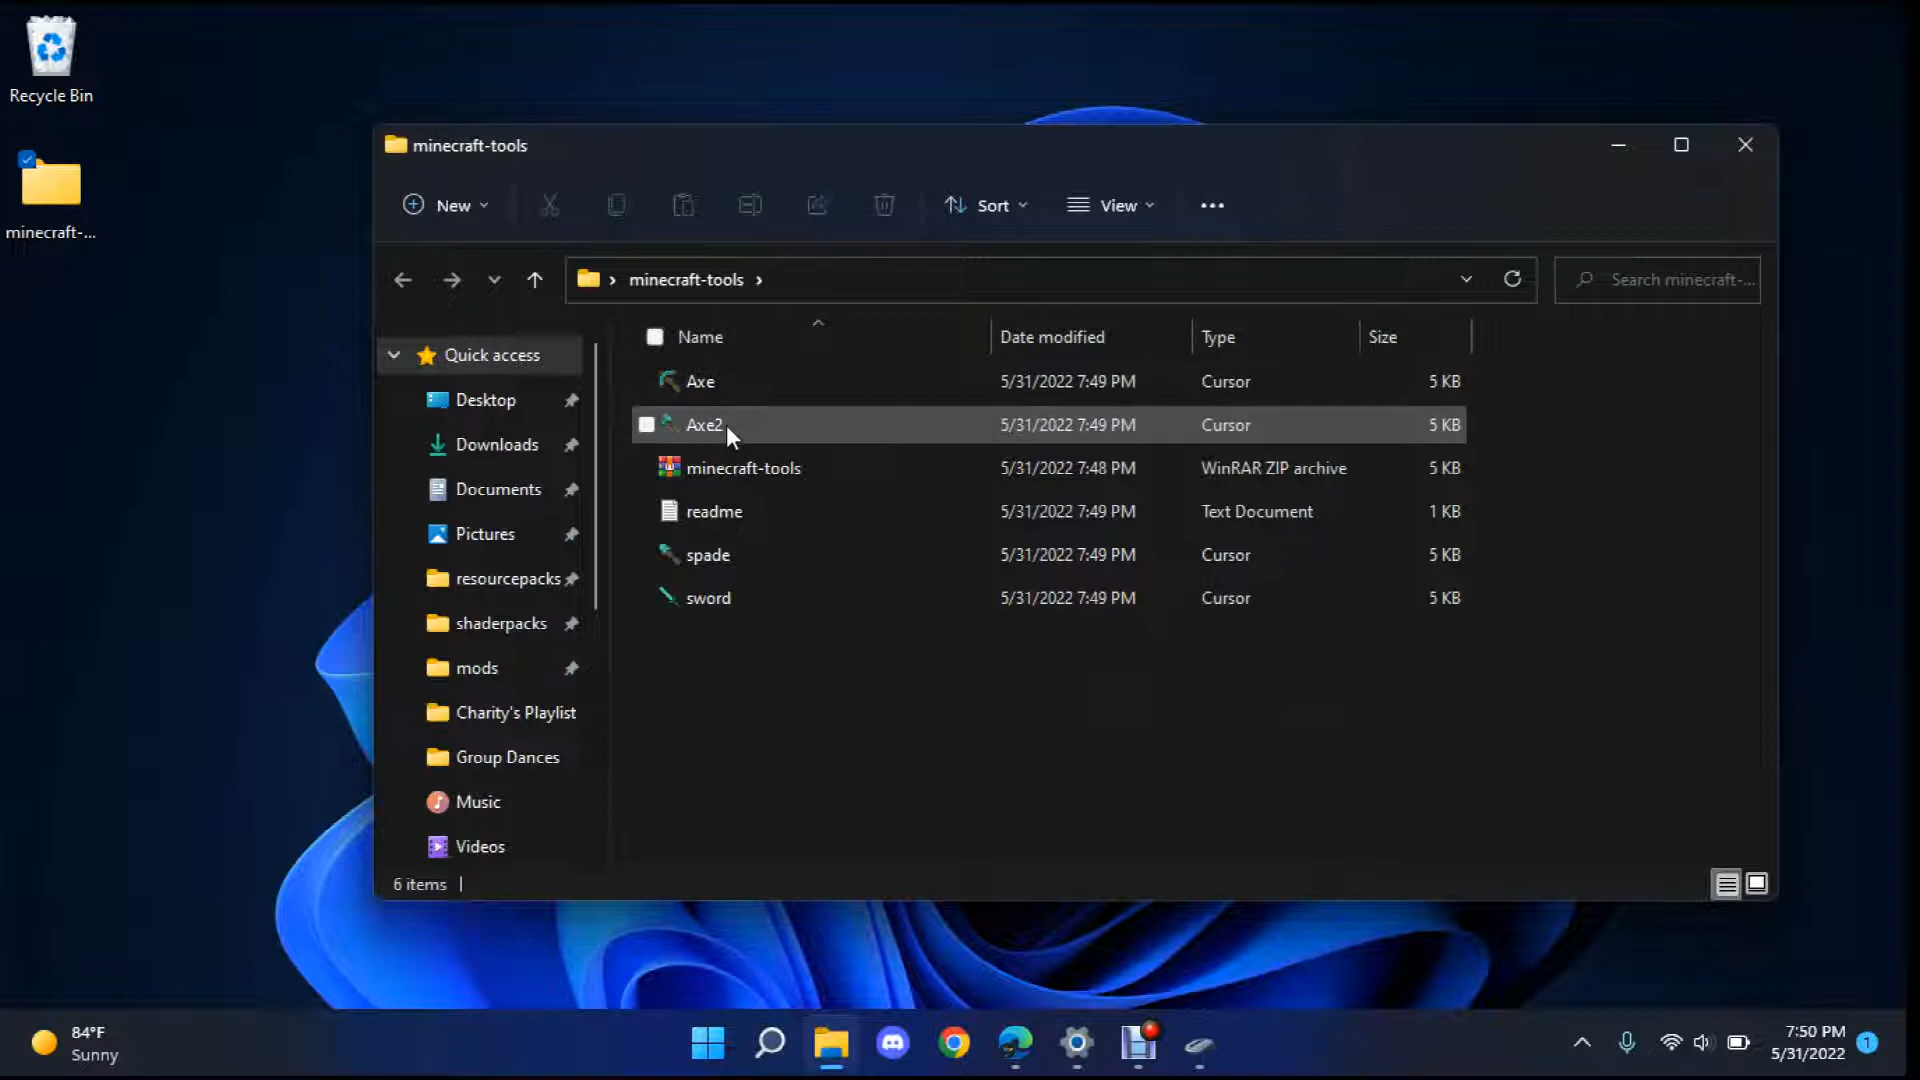 Recycle Bin
minecraft-...
minecraft-tools
New
Sort
View
minecraft-tools
Search minecraft-...
Name
Date modified
Type
Size
Quick access
Desktop
Downloads
Documents
Pictures
resourcepacks
shaderpacks
mods
Charity's Playlist
Group Dances
Music
Videos
Axe 5/31/2022 7:49 PM Cursor 5 KB
Axe2 5/31/2022 7:49 PM Cursor 5 KB
minecraft-tools 5/31/2022 7:48 PM WinRAR ZIP archive 5 KB
readme 5/31/2022 7:49 PM Text Document 1 KB
spade 5/31/2022 7:49 PM Cursor 5 KB
sword 5/31/2022 7:49 PM Cursor 5 KB
6 items
84°F
Sunny
7:50 PM
5/31/2022
1